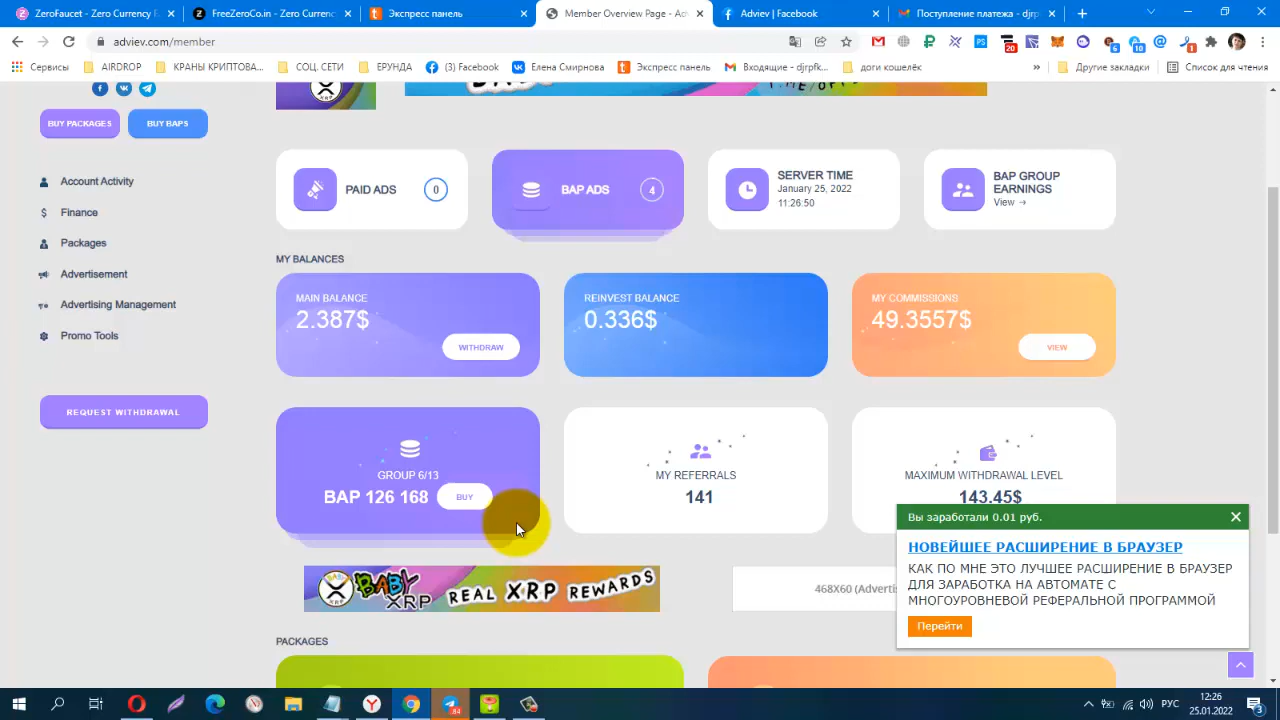 ZeroFaucet - Zero Currency F
FreeZeroCo.in - Zero Currenc
Экспресс панель
Member Overview Page - Adv
Adviev | Facebook
Поступление платежа - djrp
adviev.com/member
Сервисы
AIRDROP
КРАНЫ КРИПТОВА...
СОЦ. СЕТИ
ЕРУНДА
(3) Facebook
Елена Смирнова
Экспресс панель
Входящие - djrpfk...
доги кошелёк
»
Другие закладки
Список для чтения
BUY PACKAGES
BUY BAPS
Account Activity
Finance
Packages
Advertisement
Advertising Management
Promo Tools
REQUEST WITHDRAWAL
PAID ADS
0
BAP ADS
4
SERVER TIME
January 25, 2022
11:26:50
BAP GROUP
EARNINGS
View →
MY BALANCES
MAIN BALANCE
2.387$
WITHDRAW
REINVEST BALANCE
0.336$
MY COMMISSIONS
49.3557$
VIEW
GROUP 6/13
BAP 126 168
BUY
MY REFERRALS
141
MAXIMUM WITHDRAWAL LEVEL
143.45$
BABY
XRP
REAL XRP REWARDS
468X60 (Adverti
PACKAGES
Вы заработали 0.01 руб.
НОВЕЙШЕЕ РАСШИРЕНИЕ В БРАУЗЕР
КАК ПО МНЕ ЭТО ЛУЧШЕЕ РАСШИРЕНИЕ В БРАУЗЕР
ДЛЯ ЗАРАБОТКА НА АВТОМАТЕ С
МНОГОУРОВНЕВОЙ РЕФЕРАЛЬНОЙ ПРОГРАММОЙ
Перейти
РУС
12:26
25.01.2022